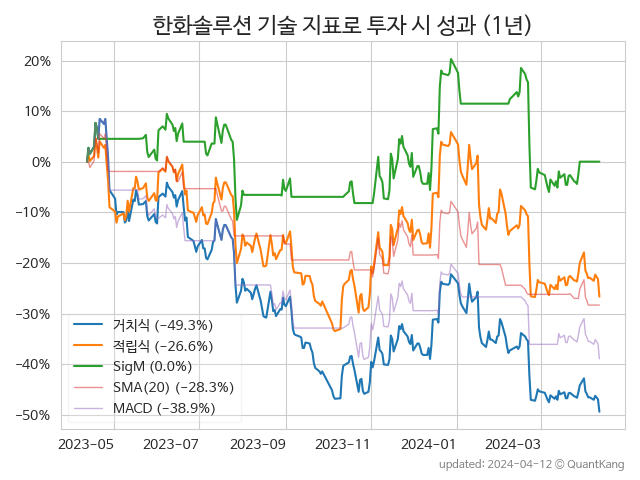 한화솔루션 기술 지표로 투자 시 성과 (1년)
20%
10%
0%
−10%
−20%
−30%
−40%
−50%
거치식 (−49.3%)
적립식 (−26.6%)
SigM (0.0%)
SMA(20) (−28.3%)
MACD (−38.9%)
2023-05 2023-07 2023-09 2023-11 2024-01 2024-03
updated: 2024-04-12 © QuantKang